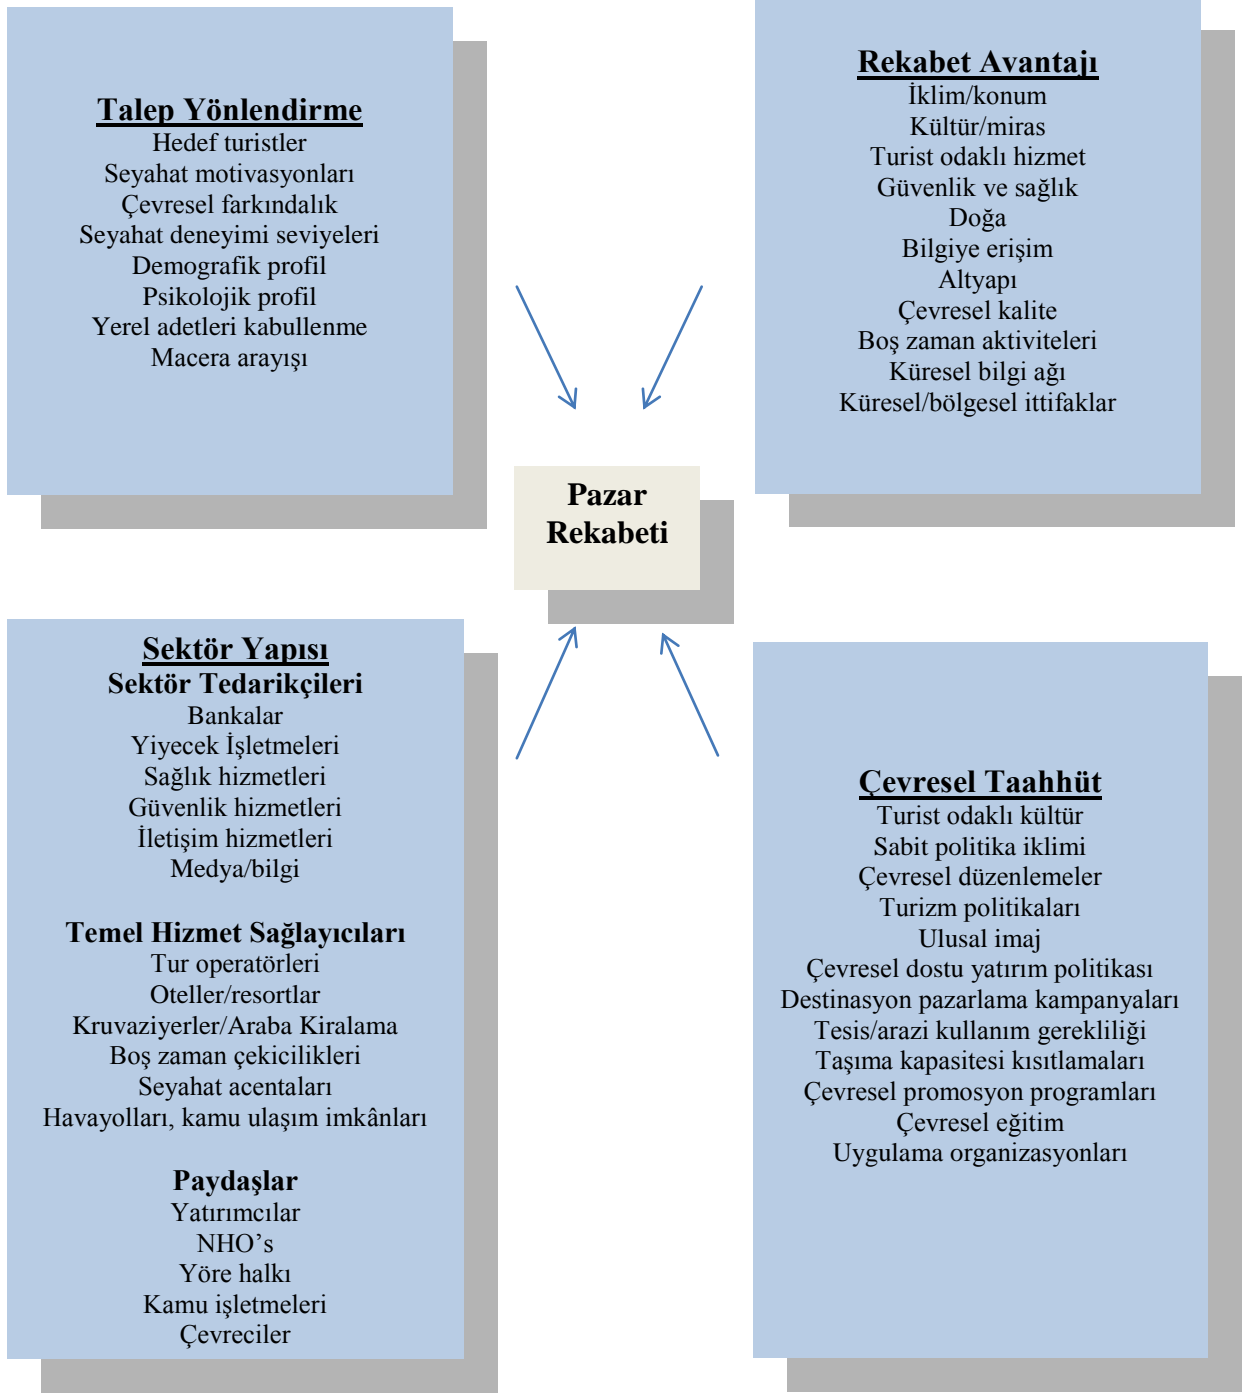 Talep Yönlendirme
Hedef turistler
Seyahat motivasyonları
Çevresel farkındalık
Seyahat deneyimi seviyeleri
Demografik profil
Psikolojik profil
Yerel adetleri kabullenme
Macera arayışı
Rekabet Avantajı
İklim/konum
Kültür/miras
Turist odaklı hizmet
Güvenlik ve sağlık
Doğa
Bilgiye erişim
Altyapı
Çevresel kalite
Boş zaman aktiviteleri
Küresel bilgi ağı
Küresel/bölgesel ittifaklar
Pazar
Rekabeti
Sektör Yapısı
Sektör Tedarikçileri
Bankalar
Yiyecek İşletmeleri
Sağlık hizmetleri
Güvenlik hizmetleri
İletişim hizmetleri
Medya/bilgi
Temel Hizmet Sağlayıcıları
Tur operatörleri
Oteller/resortlar
Kruvaziyerler/Araba Kiralama
Boş zaman çekicilikleri
Seyahat acentaları
Havayolları, kamu ulaşım imkânları
Paydaşlar
Yatırımcılar
NHO’s
Yöre halkı
Kamu işletmeleri
Çevreciler
Çevresel Taahhüt
Turist odaklı kültür
Sabit politika iklimi
Çevresel düzenlemeler
Turizm politikaları
Ulusal imaj
Çevresel dostu yatırım politikası
Destinasyon pazarlama kampanyaları
Tesis/arazi kullanım gerekliliği
Taşıma kapasitesi kısıtlamaları
Çevresel promosyon programları
Çevresel eğitim
Uygulama organizasyonları